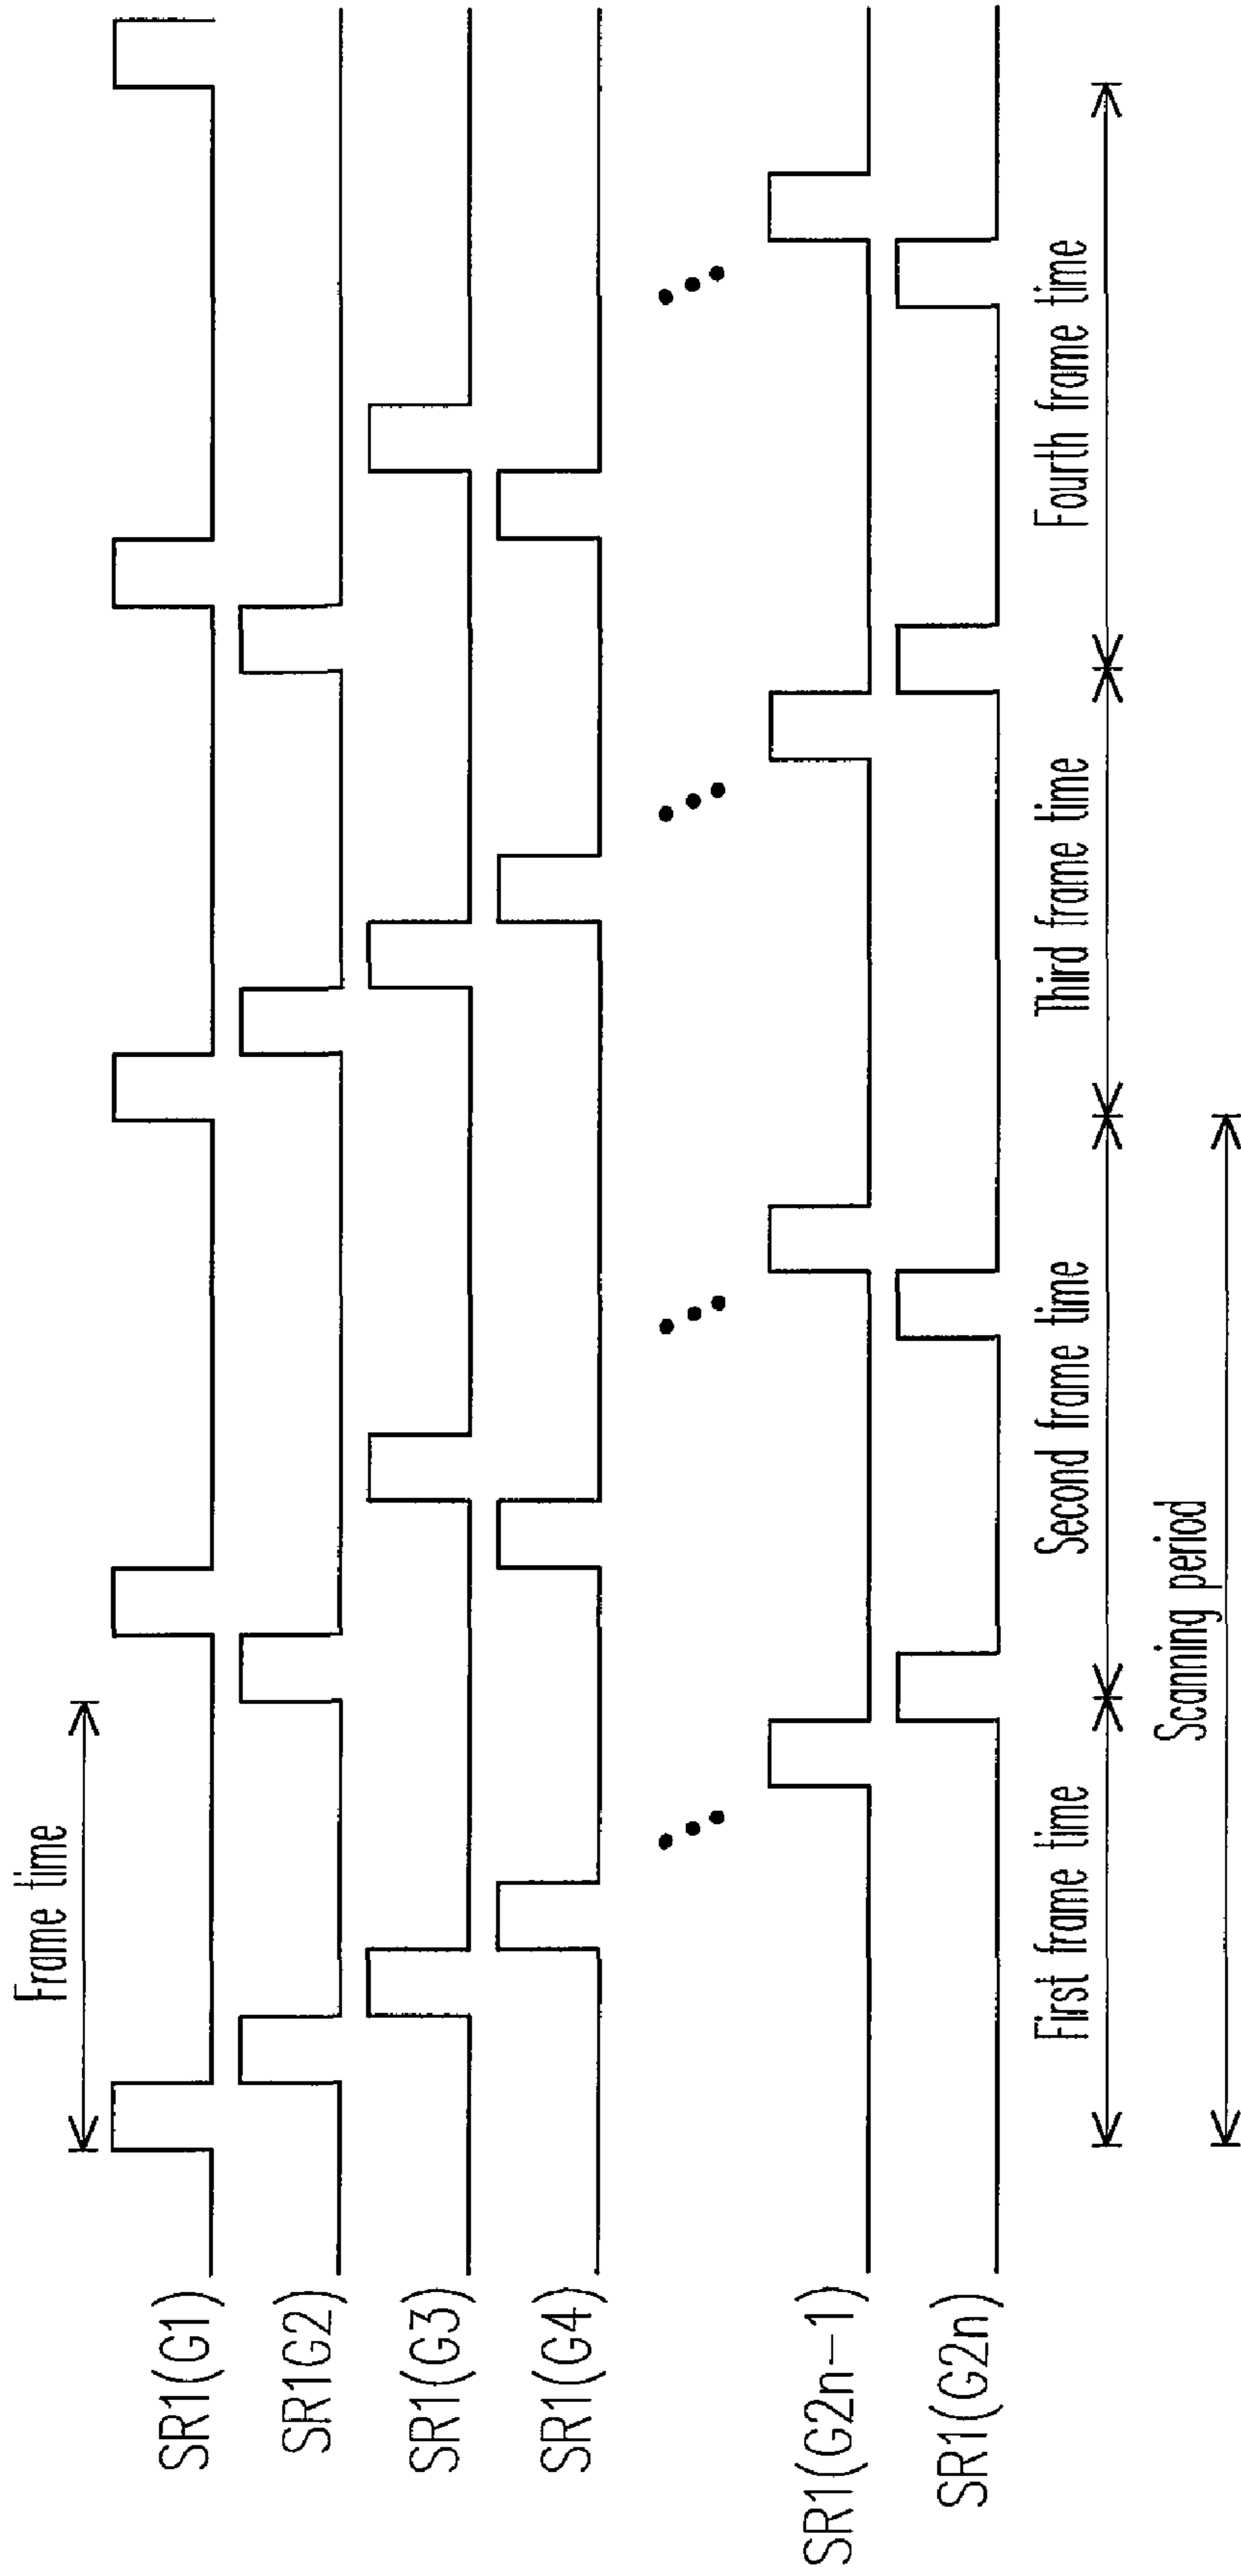 Frame time
SR1(G1)
SR1G2)
SR1(G3)
SR1(G4)
SR1(G2n-1)
SR1(G2n)
First frame time
Second frame time
Third frame time
Fourth frame time
Scanning period